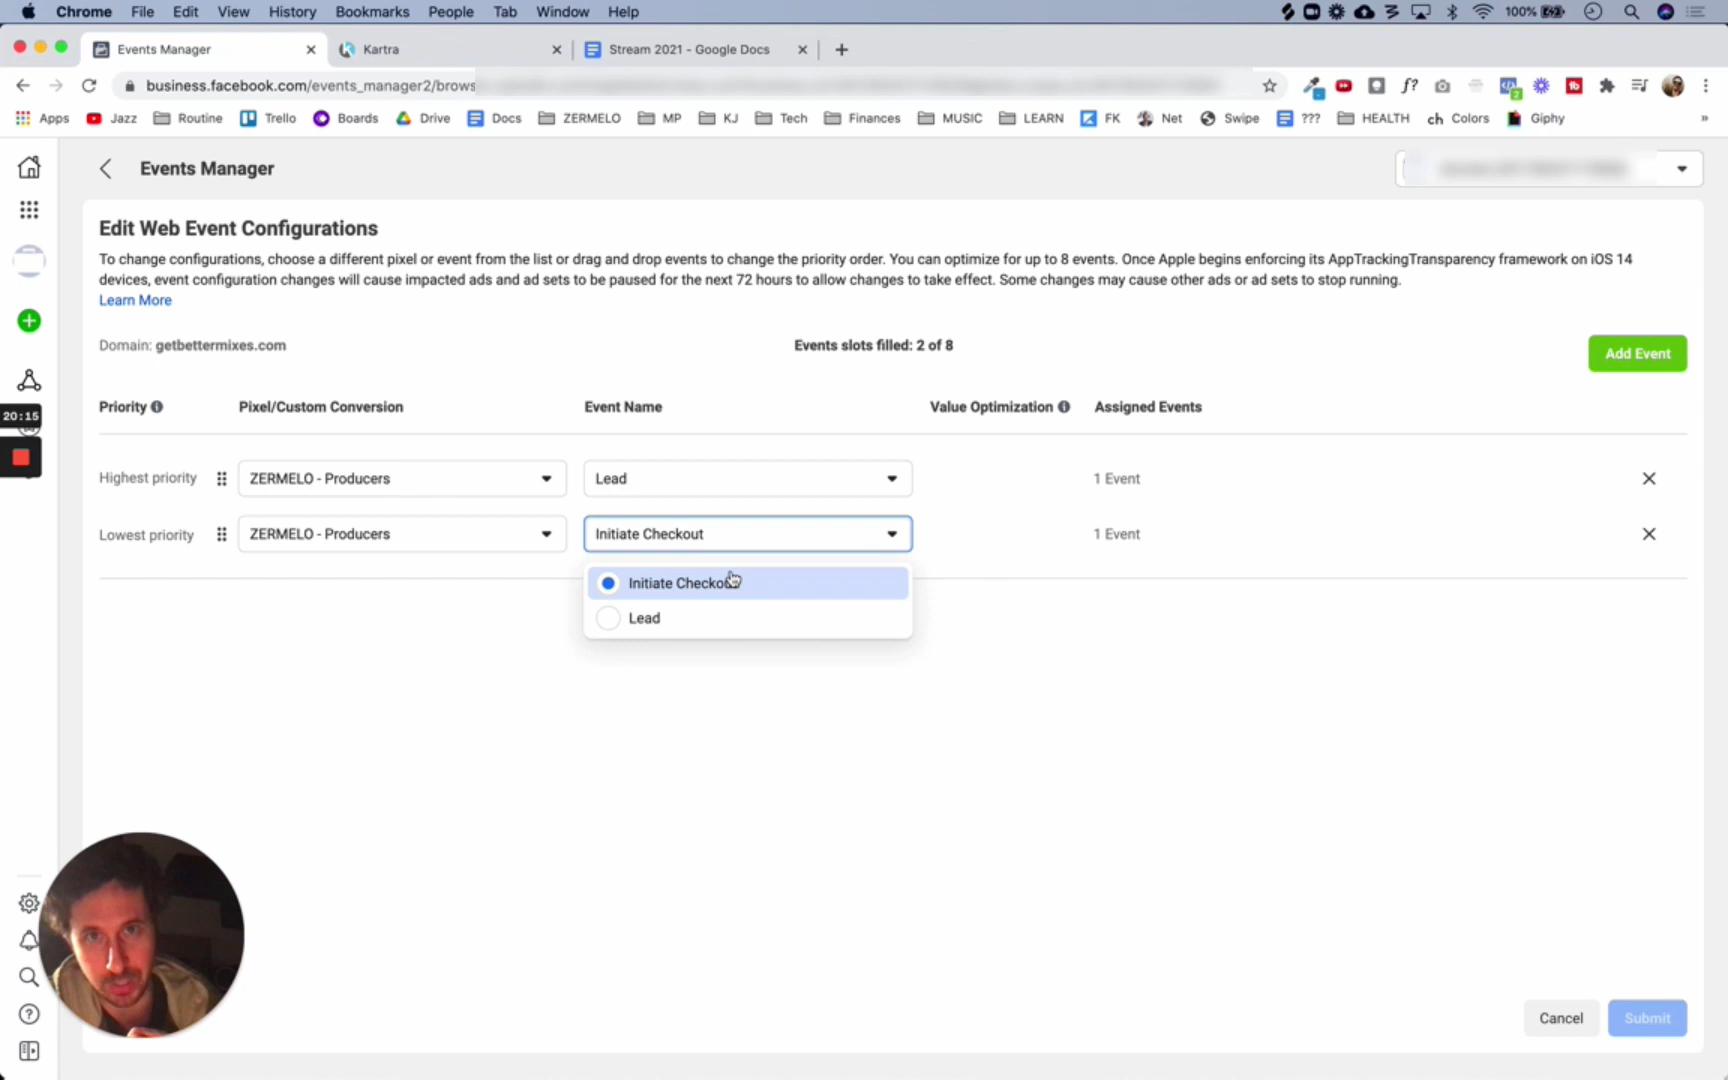 Chrome File Edit View History Bookmarks People Tab Window Help 100%
Events Manager Kartra Stream 2021 - Google Docs
business.facebook.com/events_manager2/brows
Apps Jazz Routine Trello Boards Drive Docs ZERMELO MP KJ Tech Finances MUSIC LEARN FK Net Swipe ??? HEALTH ch Colors Giphy »
Events Manager
Edit Web Event Configurations
To change configurations, choose a different pixel or event from the list or drag and drop events to change the priority order. You can optimize for up to 8 events. Once Apple begins enforcing its AppTrackingTransparency framework on iOS 14
devices, event configuration changes will cause impacted ads and ad sets to be paused for the next 72 hours to allow changes to take effect. Some changes may cause other ads or ad sets to stop running.
Learn More
Domain: getbettermixes.com Events slots filled: 2 of 8 Add Event
Priority Pixel/Custom Conversion Event Name Value Optimization Assigned Events
20:15
Highest priority ZERMELO - Producers Lead 1 Event
Lowest priority ZERMELO - Producers Initiate Checkout 1 Event
Initiate Checkout
Lead
Cancel Submit